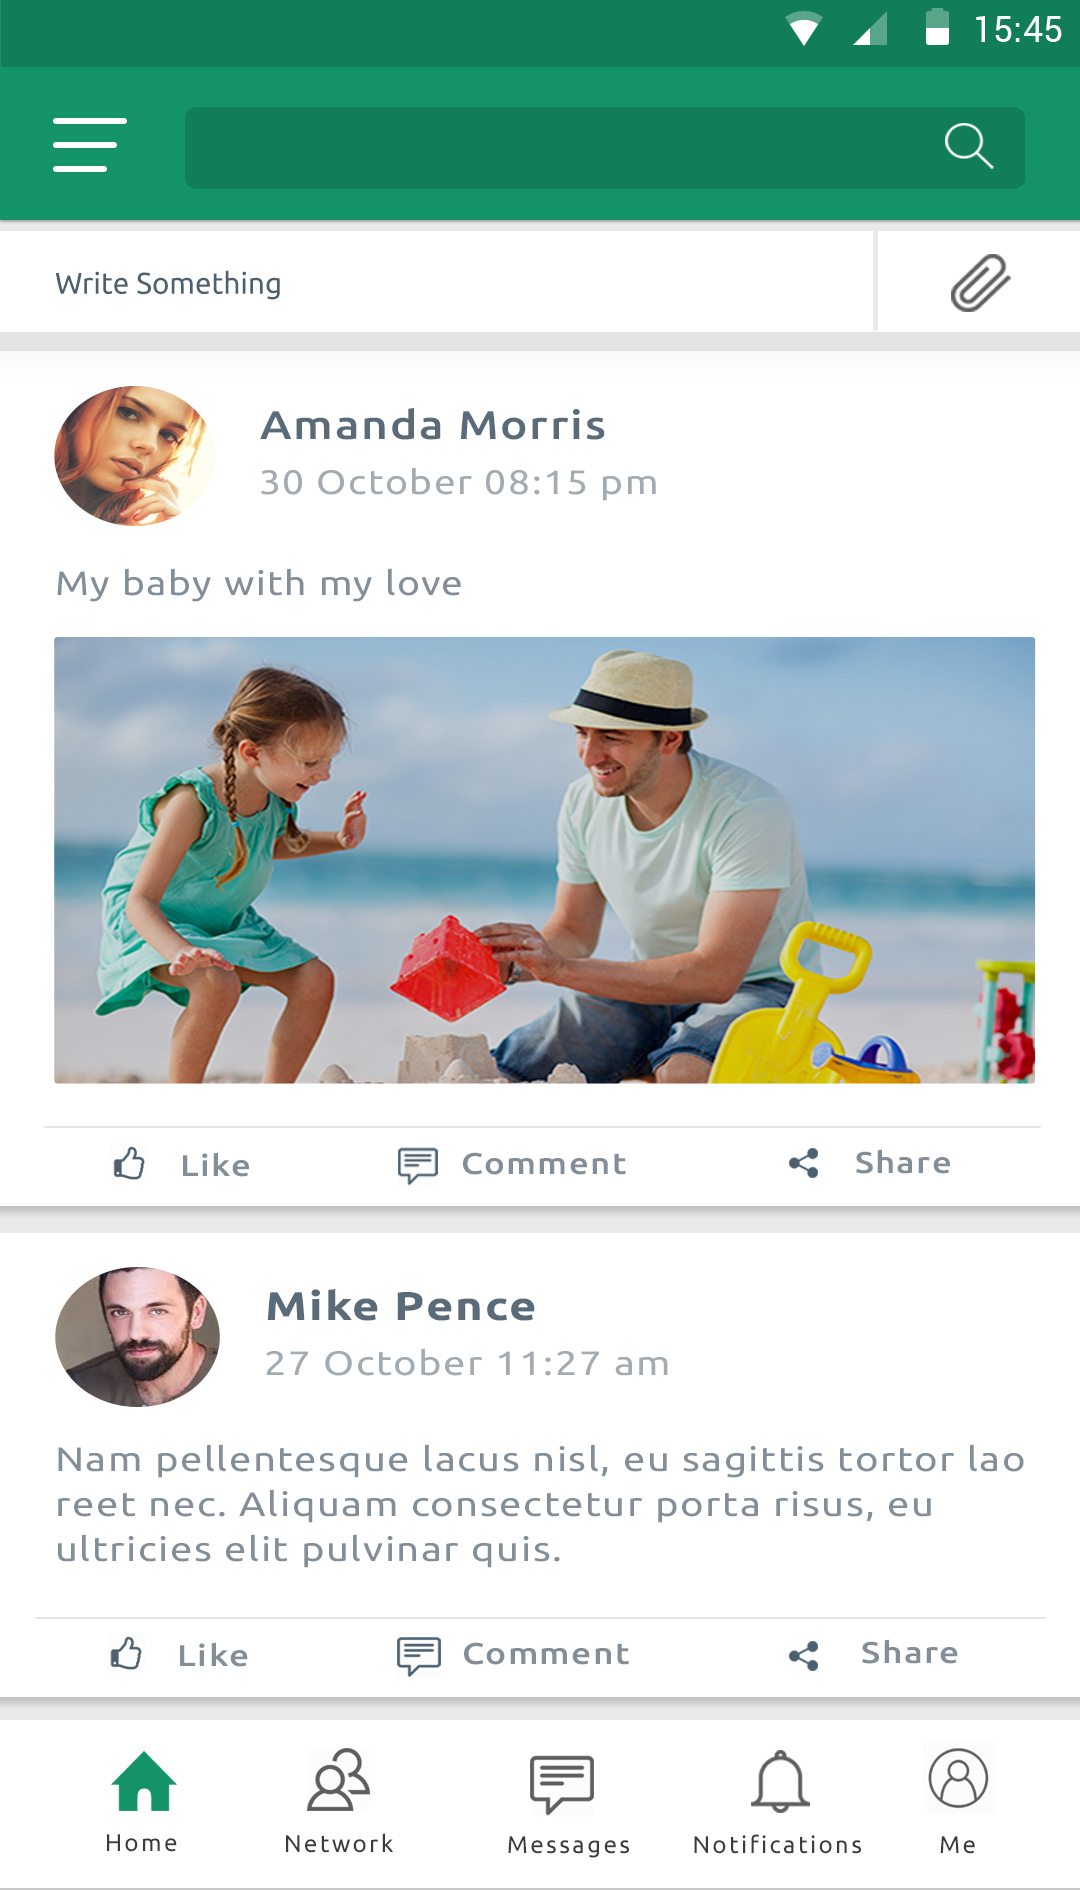 15:45
Write Something
Amanda Morris
30 October 08:15 pm
My baby with my love
Like Comment Share
Mike Pence
27 October 11:27 am
Nam pellentesque lacus nisl, eu sagittis tortor lao
reet nec. Aliquam consectetur porta risus, eu
ultricies elit pulvinar quis.
Like Comment Share
Home Network Messages Notifications Me